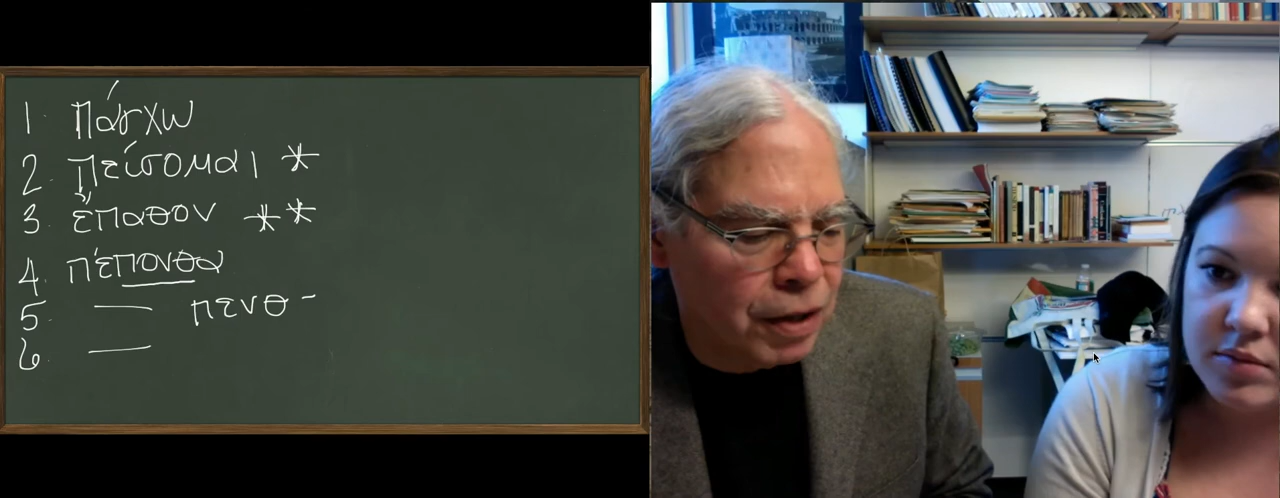 1. πάσχω
2. πείσομαι *
3. ἔπαθον **
4. πέπονθα
5. — πενθ-
6. —